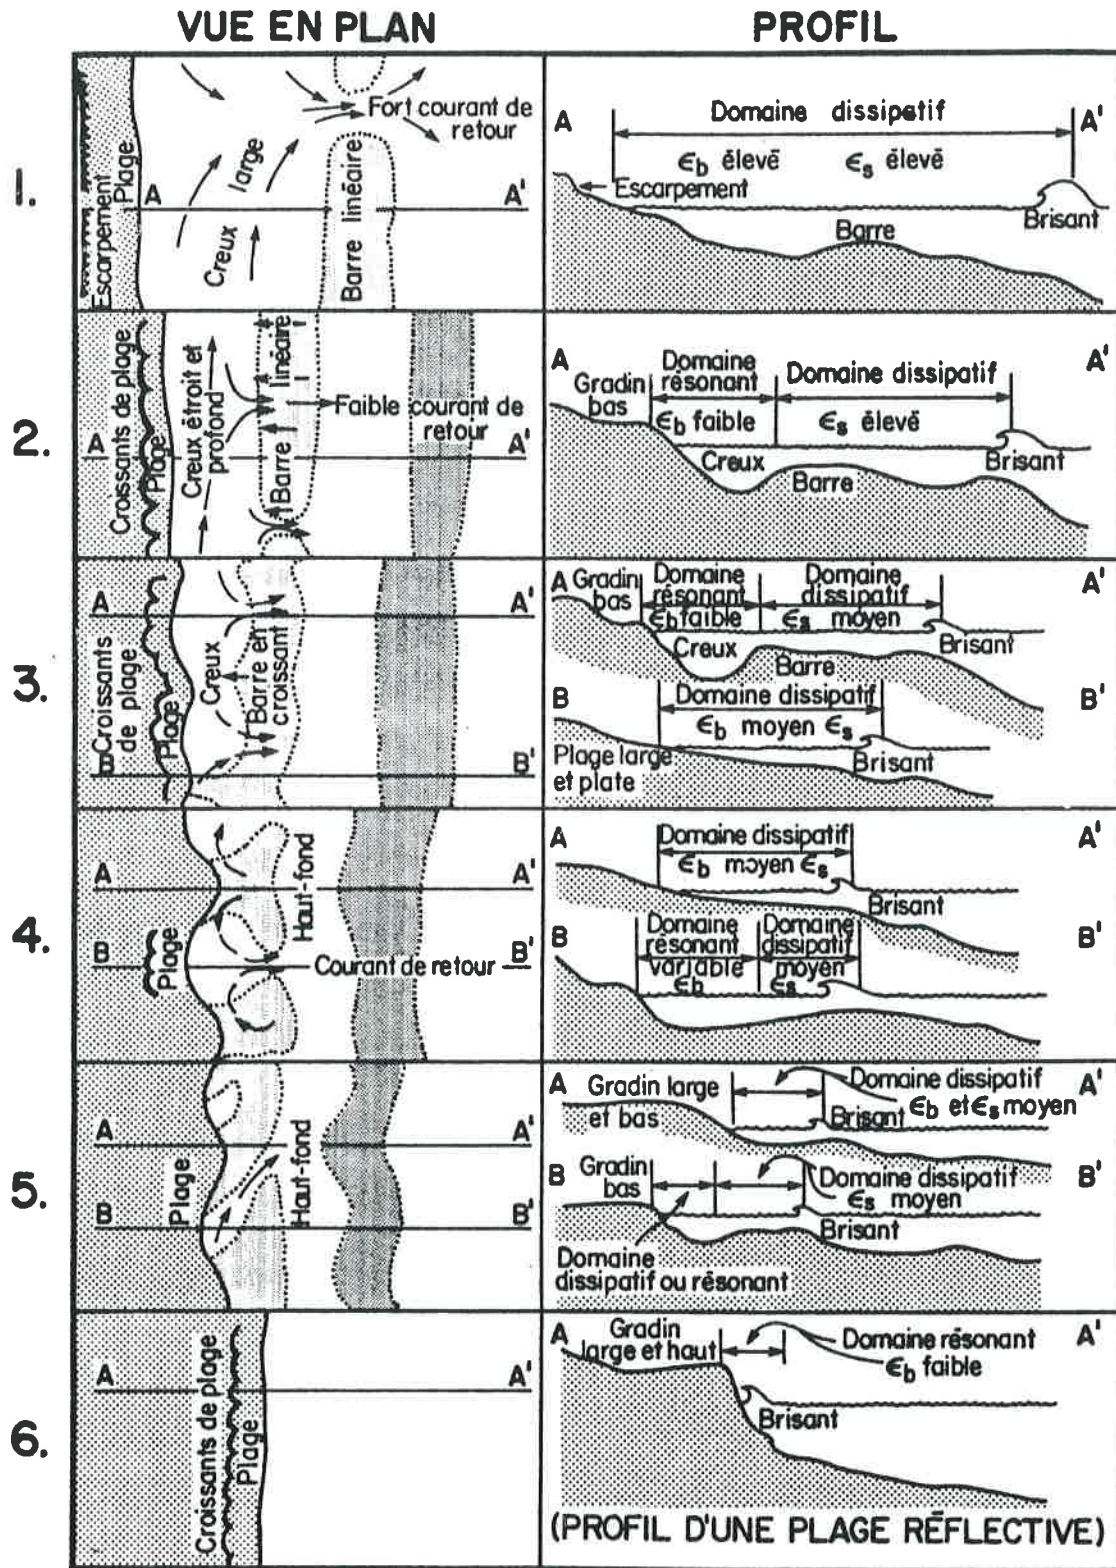 VUE EN PLAN
PROFIL
1.
Escarpement
Plage
A
Creux large
Barre linéaire
Fort courant de
retour
A'
A
Domaine dissipatif
A'
ϵb élevé
ϵs élevé
Escarpement
Barre
Brisant
2.
Croissants de plage
A
Plage
Creux étroit et
profond
Barre linéaire
Faible courant de
retour
A'
A
Gradin
bas
Domaine
résonant
ϵb faible
Domaine dissipatif
ϵs élevé
A'
Creux
Barre
Brisant
3.
A
A'
Croissants
de plage
Plage
Creux
Barre en
croissant
B
B'
A
Gradin
bas
Domaine
résonant
ϵb faible
Domaine
dissipatif
ϵs moyen
A'
Creux
Barre
Brisant
B
Domaine dissipatif
ϵb moyen ϵs
B'
Plage large
et plate
Brisant
4.
A
Haut-fond
A'
B
Plage
Courant de retour
B'
A
Domaine dissipatif
ϵb moyen ϵs
A'
Brisant
B
Domaine
résonant
variable
ϵb
Domaine
dissipatif
moyen
ϵs
B'
5.
A
A'
Plage
Haut-fond
B
B'
A
Gradin large
et bas
Domaine dissipatif
ϵb et ϵs moyen
A'
Brisant
B
Gradin
bas
Domaine dissipatif
ϵs moyen
B'
Brisant
Domaine
dissipatif ou résonant
6.
A
A'
Croissants de plage
Plage
A
Gradin
large et haut
Domaine résonant
ϵb faible
A'
Brisant
(PROFIL D'UNE PLAGE RÉFLECTIVE)